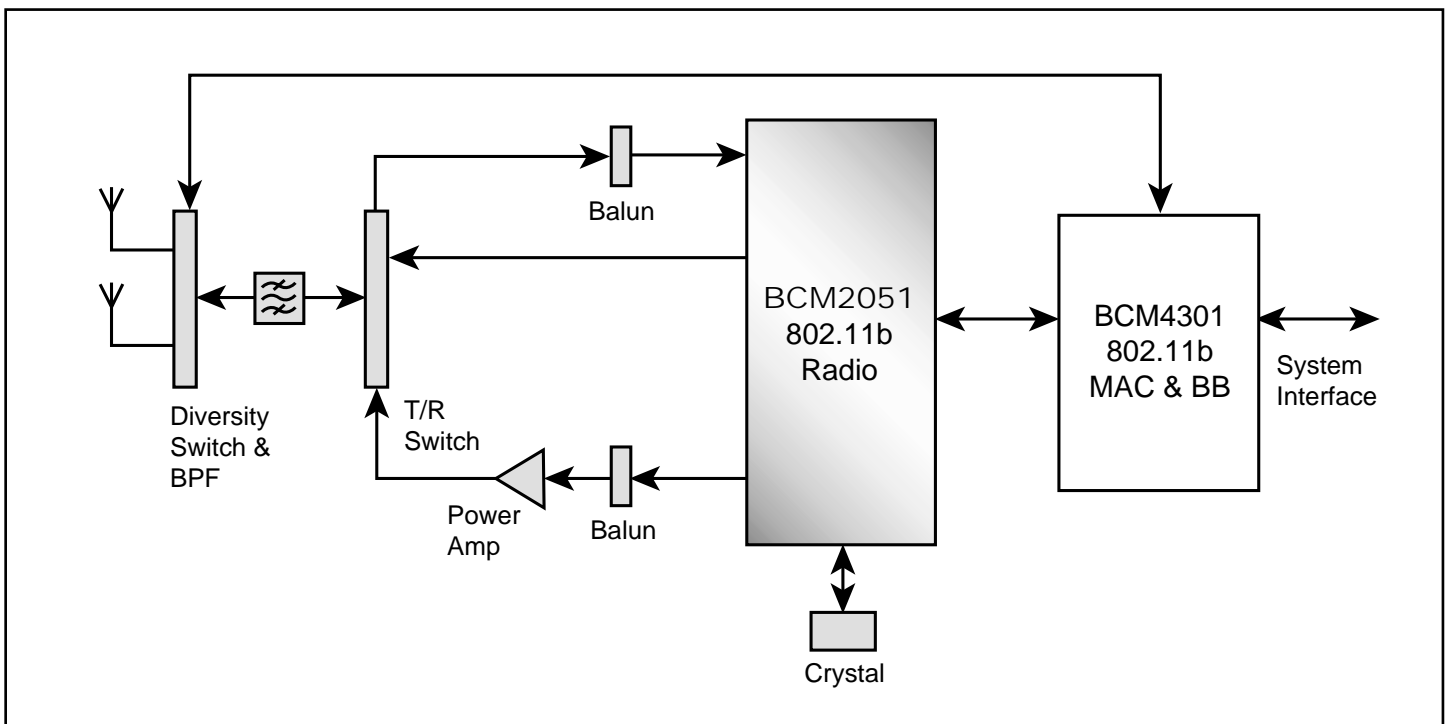 Balun
BCM2051
802.11b
Radio
BCM4301
802.11b
MAC & BB
System
Interface
Diversity
Switch &
BPF
T/R
Switch
Power
Amp
Balun
Crystal